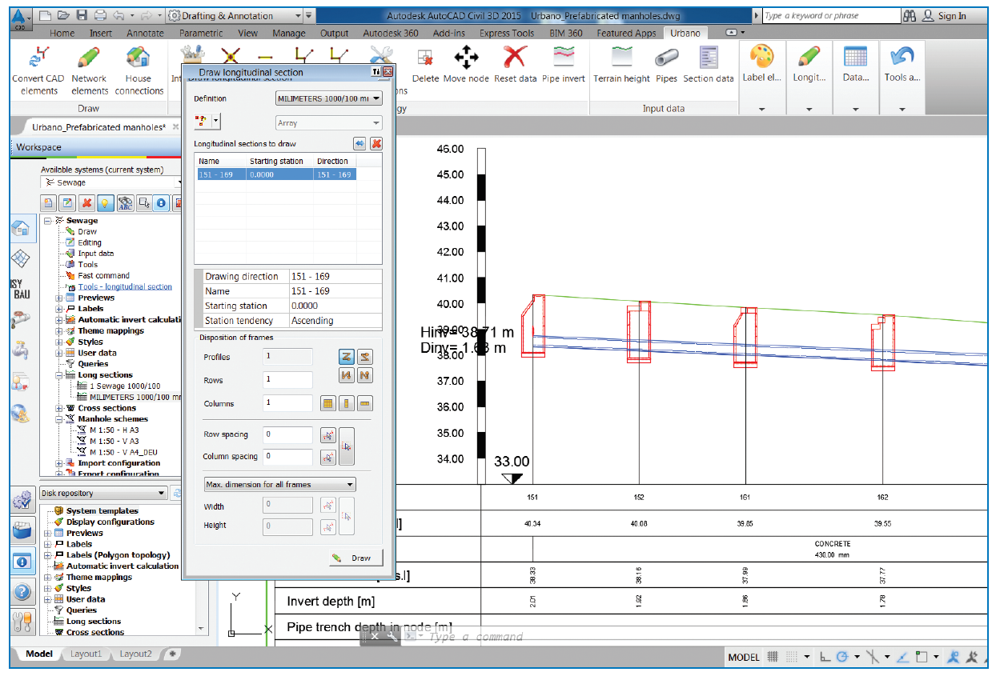 C3D
Drafting & Annotation
Autodesk AutoCAD Civil 3D 2015 Urbano_Prefabricated manholes.dwg
Type a keyword or phrase
Sign In
Home Insert Annotate Parametric View Manage Output Autodesk 360 Add-ins Express Tools BIM 360 Featured Apps Urbano
Convert CAD elements
Network elements
House connections
Delete
Move node
Reset data
Pipe invert
Terrain height
Pipes
Section data
Label el...
Longit...
Data...
Tools a...
Draw
Input data
Urbano_Prefabricated manholes*
Workspace
Available systems (current system)
Sewage
Sewage
Draw
Editing
Input data
Tools
Fast command
Tools - longitudinal section
Previews
Labels
Automatic invert calculati
Theme mappings
Styles
User data
Queries
Long sections
1 Sewage 1000/100
MILIMETERS 1000/100 mr
Cross sections
Manhole schemes
M 1:50 - H A3
M 1:50 - V A3
M 1:50 - V A4_DEU
Import configuration
Export configuration
Disk repository
System templates
Display configurations
Previews
Labels
Labels (Polygon topology)
Automatic invert calculation
Theme mappings
Styles
User data
Queries
Long sections
Cross sections
Draw longitudinal section
Definition
MILIMETERS 1000/100 mi
Array
Longitudinal sections to draw
Name Starting station Direction
151 - 169 0.0000 151 - 169
Drawing direction 151 - 169
Name 151 - 169
Starting station 0.0000
Station tendency Ascending
Disposition of frames
Profiles 1
Rows 1
Columns 1
Row spacing 0
Column spacing 0
Max. dimension for all frames
Width 0
Height 0
Draw
46.00
45.00
44.00
43.00
42.00
41.00
40.00
39.00
Hinv= 38.71 m
Dinv= 1.63 m
38.00
37.00
36.00
35.00
34.00
33.00
151 152 161 162
40.34 40.08 39.85 39.55
CONCRETE
430.00 mm
s.l]
38.33 38.16 37.99 37.77
Invert depth [m]
2.01 1.92 1.86 1.78
Pipe trench depth in node [m]
Y
X
Type a command
Model Layout1 Layout2
MODEL